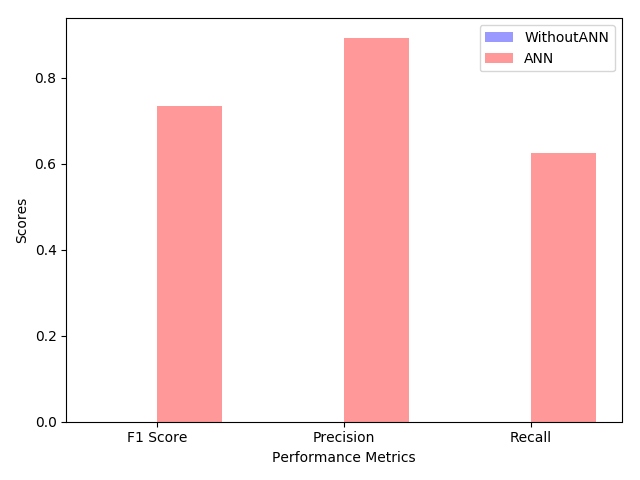 WithoutANN
ANN
0.8
0.6
0.4
0.2
0.0
Scores
F1 Score
Precision
Recall
Performance Metrics